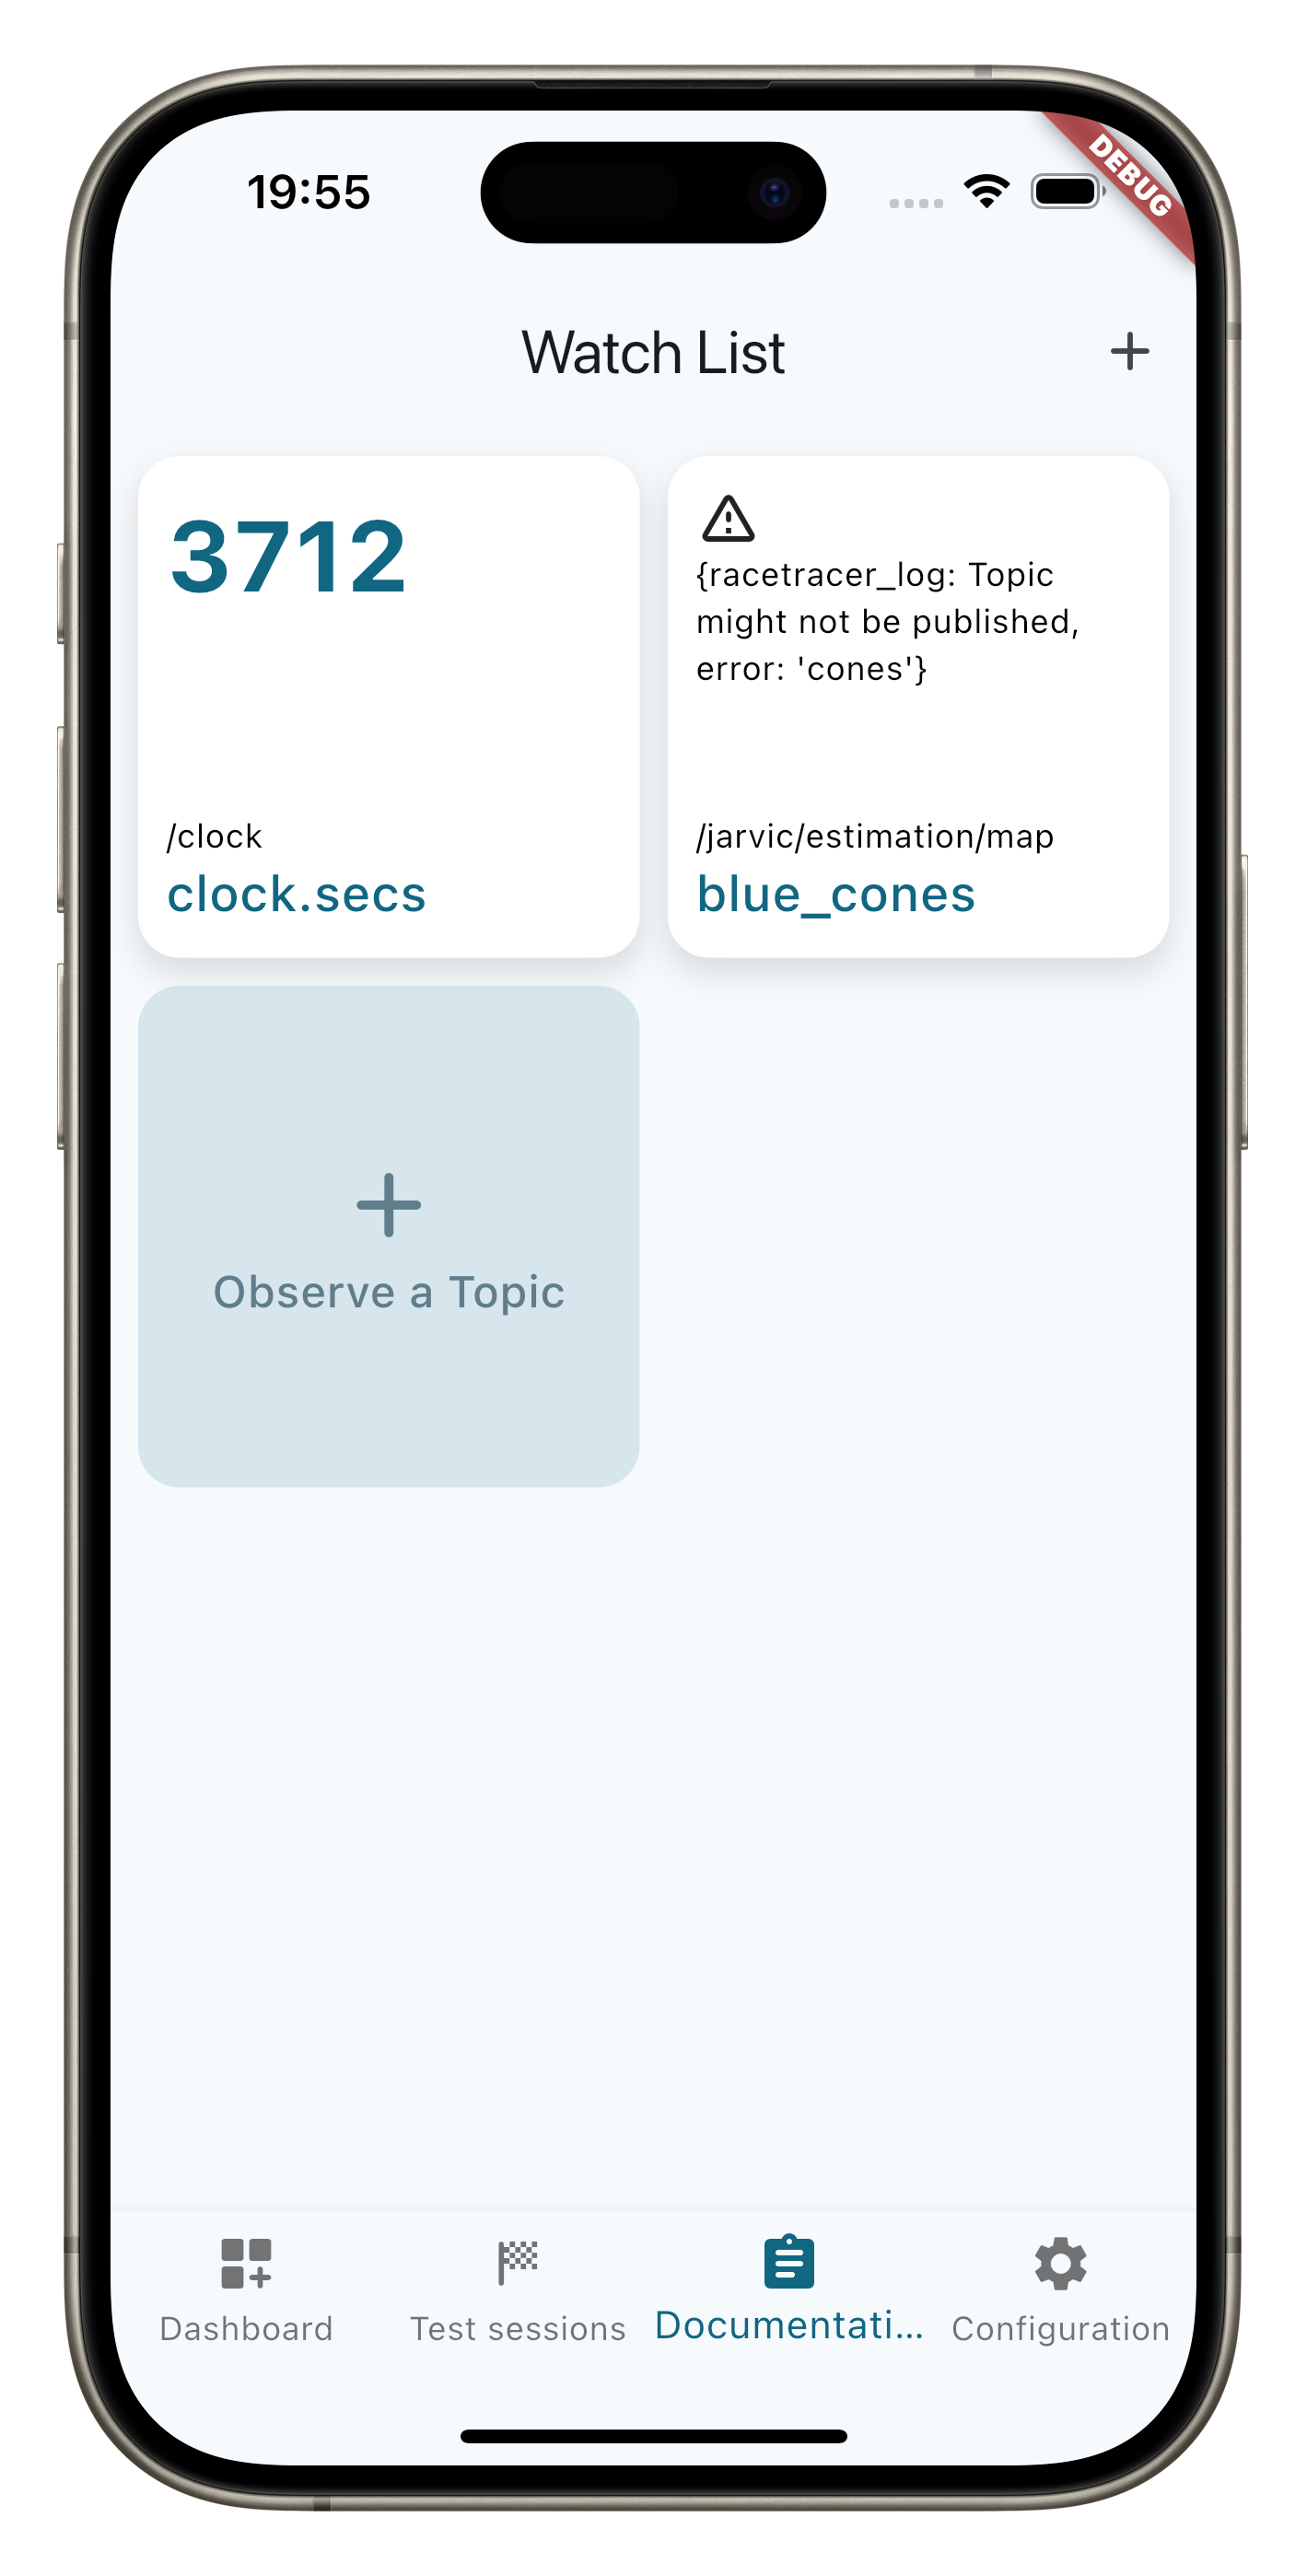 19:55
DEBUG
Watch List
3712
/clock
clock.secs
{racetracer_log: Topic
might not be published,
error: 'cones'}
/jarvic/estimation/map
blue_cones
Observe a Topic
Dashboard
Test sessions
Documentati...
Configuration